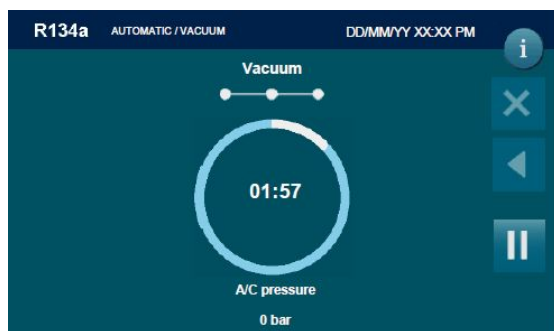 R134a AUTOMATIC / VACUUM DD/MM/YY XX:XX PM
i
Vacuum
01:57
A/C pressure
0 bar